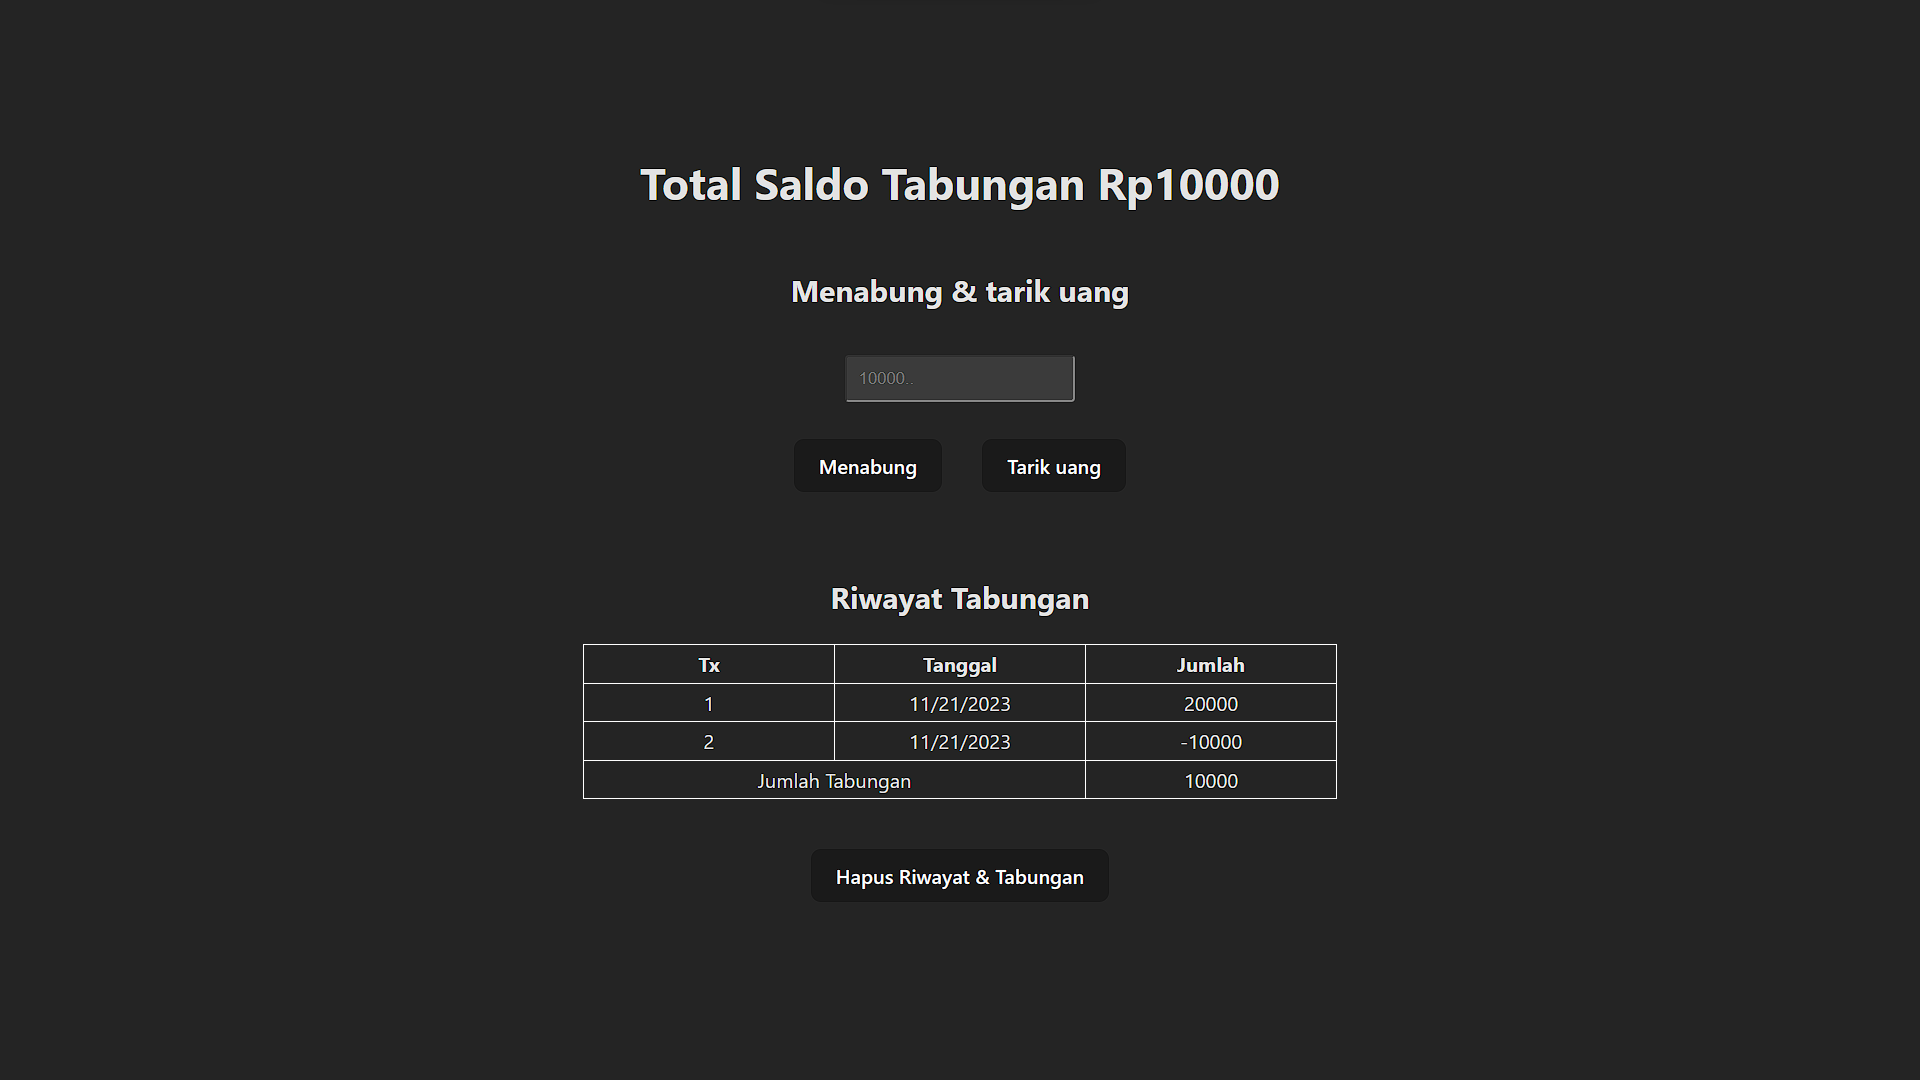 Total Saldo Tabungan Rp10000
Menabung & tarik uang
10000..
Menabung Tarik uang
Riwayat Tabungan
Tx Tanggal Jumlah
1 11/21/2023 20000
2 11/21/2023 -10000
Jumlah Tabungan 10000
Hapus Riwayat & Tabungan